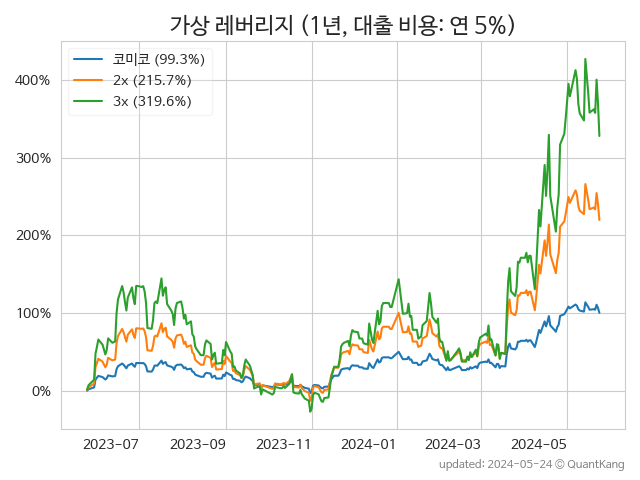 가상 레버리지 (1년, 대출 비용: 연 5%)
코미코 (99.3%)
2x (215.7%)
3x (319.6%)
400%
300%
200%
100%
0%
2023-07 2023-09 2023-11 2024-01 2024-03 2024-05
updated: 2024-05-24 ⓒ QuantKang